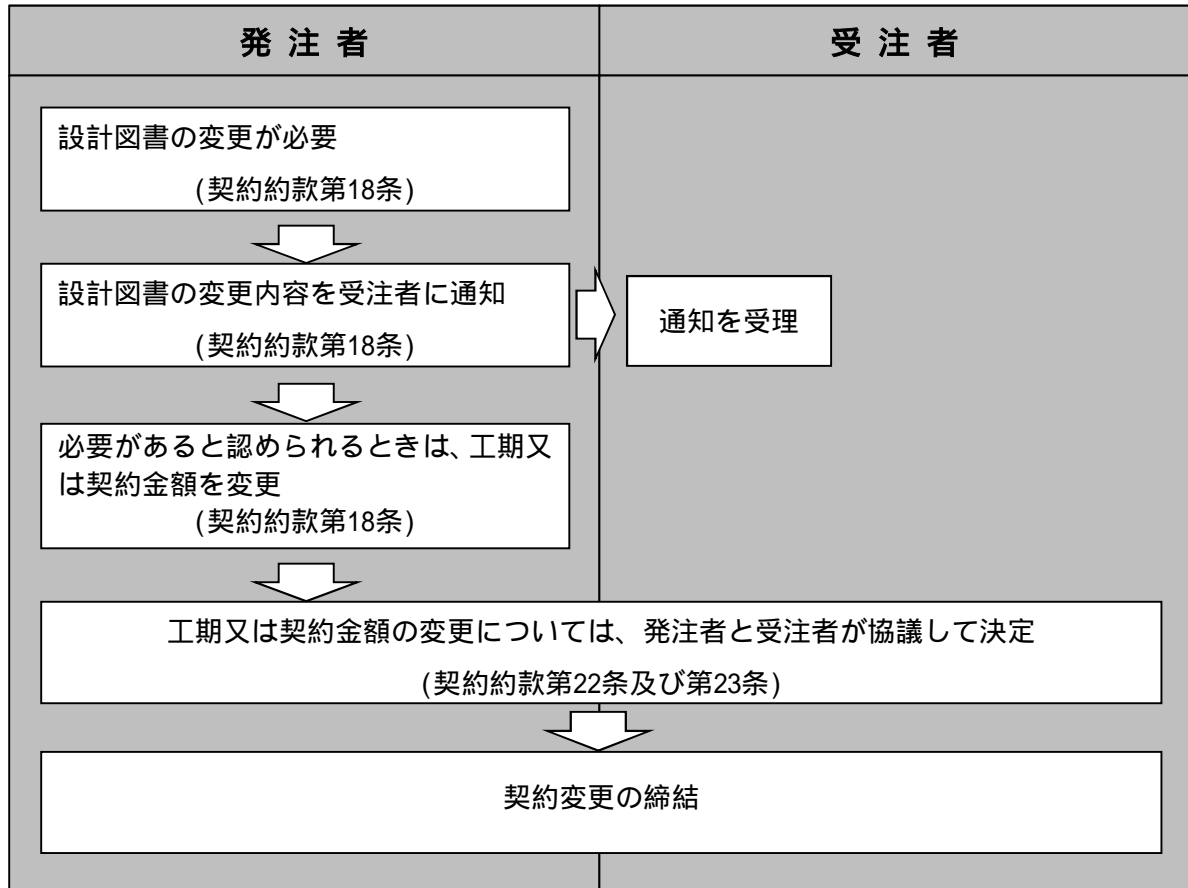 発 注 者
受 注 者
設計図書の変更が必要
(契約約款第18条)
設計図書の変更内容を受注者に通知
(契約約款第18条)
通知を受理
必要があると認められるときは、工期又
は契約金額を変更
(契約約款第18条)
工期又は契約金額の変更については、発注者と受注者が協議して決定
(契約約款第22条及び第23条)
契約変更の締結